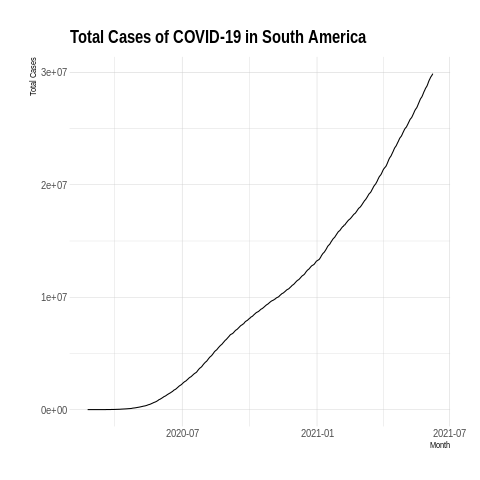 Total Cases of COVID-19 in South America
Total Cases
3e+07
2e+07
1e+07
0e+00
2020-07
2021-01
2021-07
Month